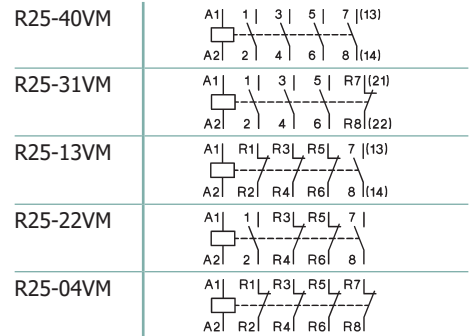 R25-40VM
A1 1 3 5 7 (13)
A2 2 4 6 8 (14)
R25-31VM
A1 1 3 5 R7 (21)
A2 2 4 6 R8 (22)
R25-13VM
A1 R1 R3 R5 7 (13)
A2 R2 R4 R6 8 (14)
R25-22VM
A1 1 R3 R5 7
A2 2 R4 R6 8
R25-04VM
A1 R1 R3 R5 R7
A2 R2 R4 R6 R8